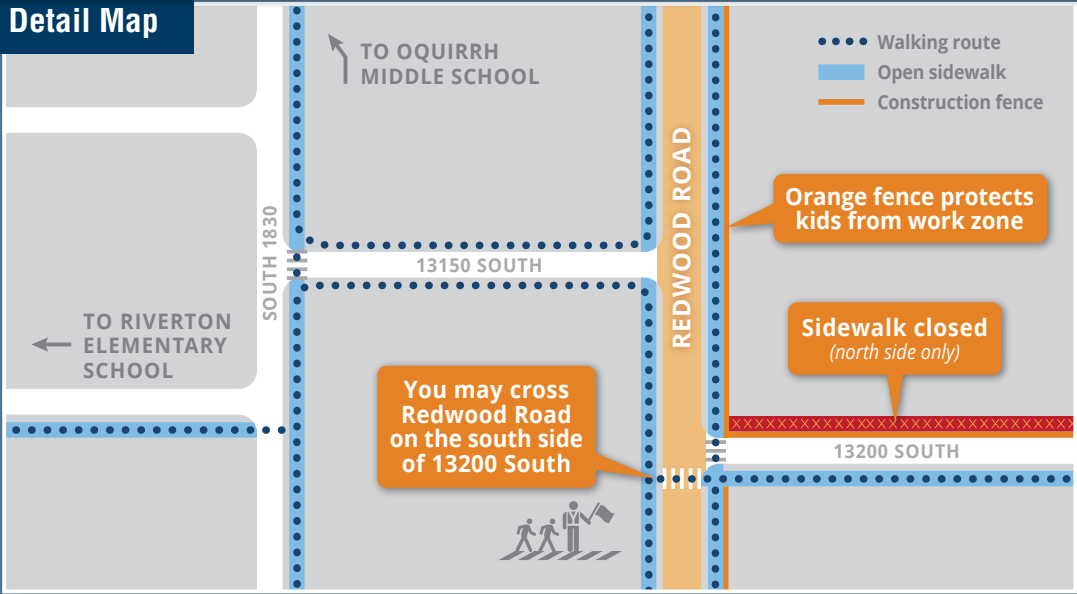 Detail Map
TO OQUIRRH
MIDDLE SCHOOL
Walking route
Open sidewalk
Construction fence
REDWOOD ROAD
Orange fence protects
kids from work zone
SOUTH 1830
13150 SOUTH
TO RIVERTON
ELEMENTARY
SCHOOL
Sidewalk closed
(north side only)
You may cross
Redwood Road
on the south side
of 13200 South
13200 SOUTH